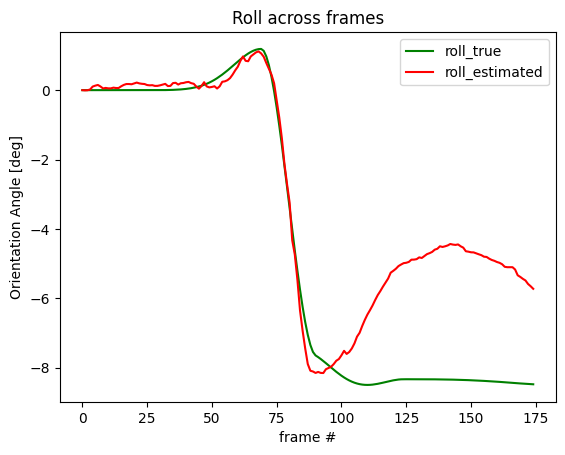 Roll across frames
roll_true
roll_estimated
Orientation Angle [deg]
0
−2
−4
−6
−8
0 25 50 75 100 125 150 175
frame #